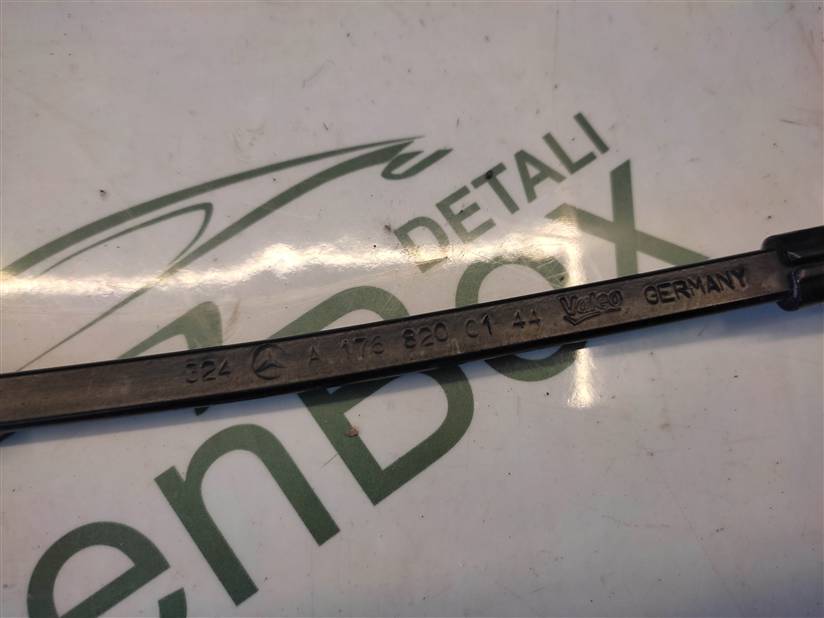 DETALI
enBox
324 A 176 820 01 44 Valeo GERMANY